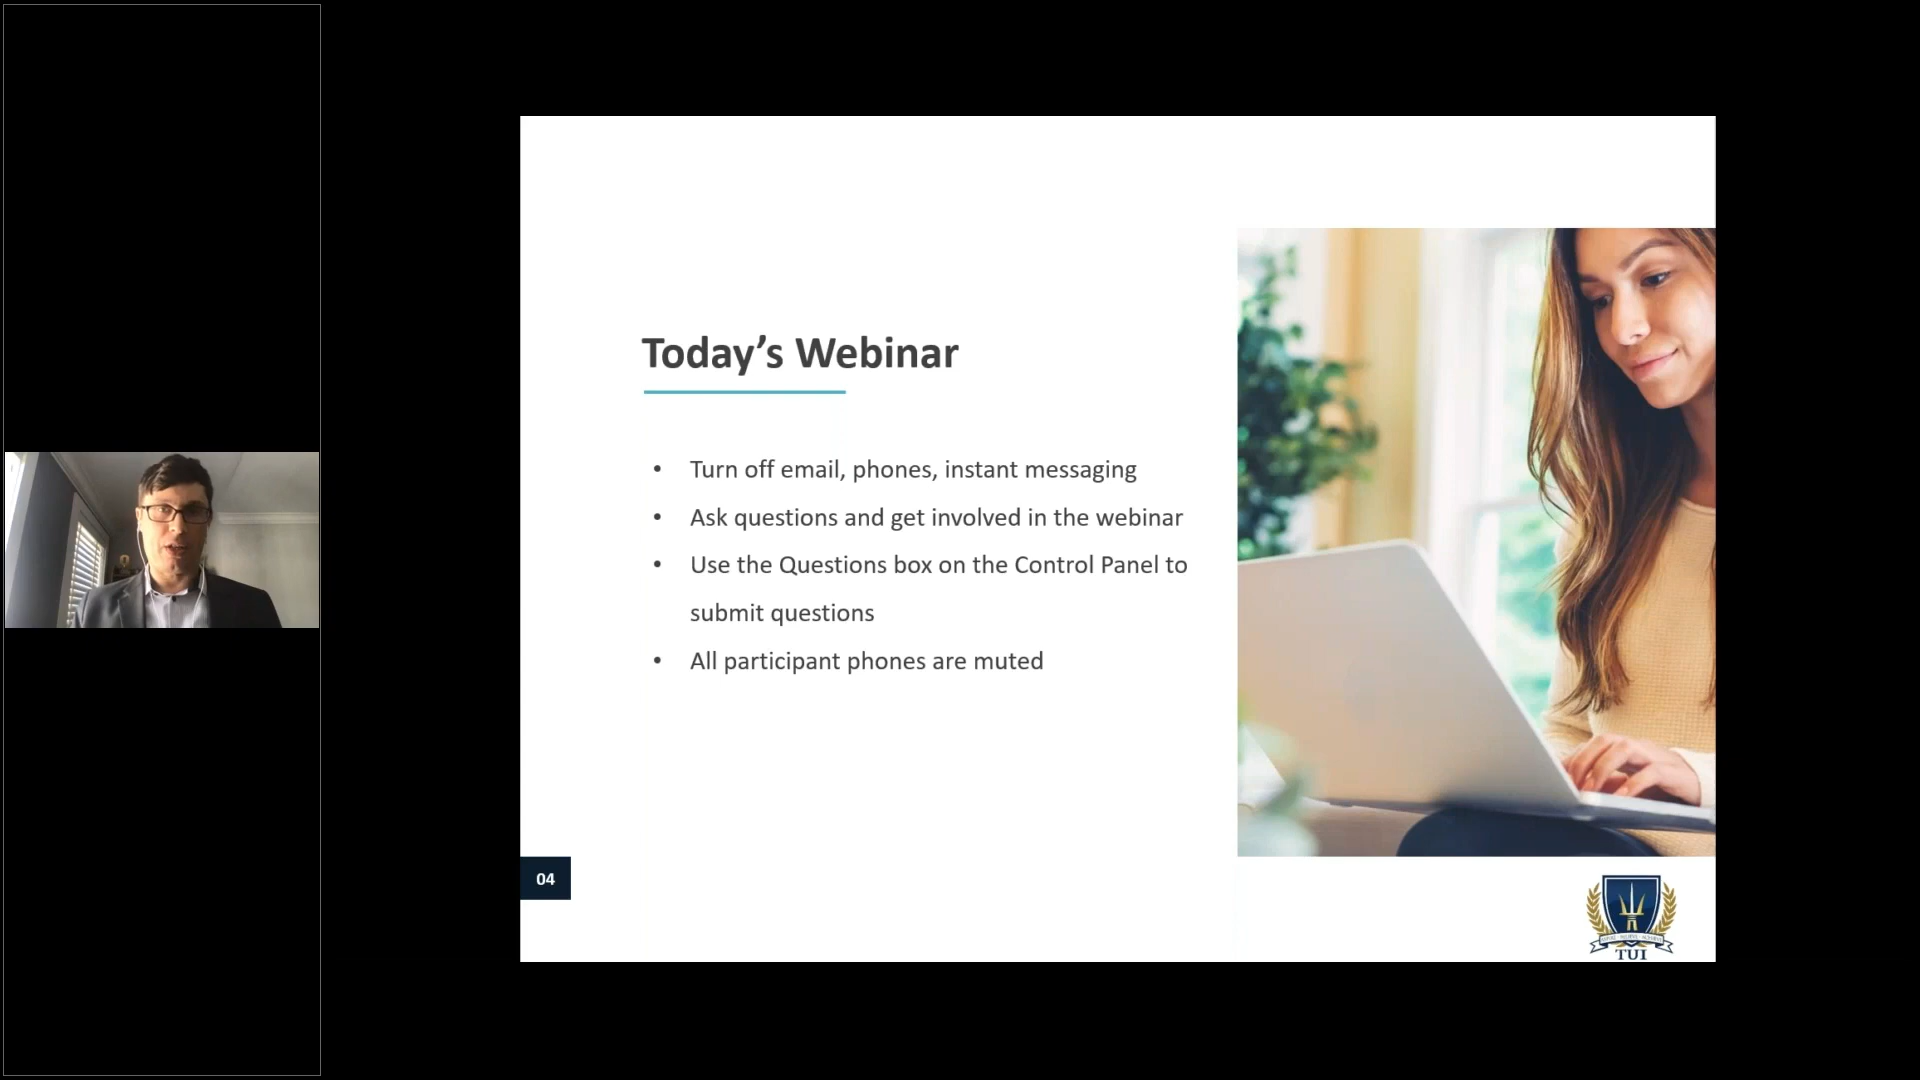 Today’s Webinar
• Turn off email, phones, instant messaging
• Ask questions and get involved in the webinar
• Use the Questions box on the Control Panel to
submit questions
• All participant phones are muted
04
TUI